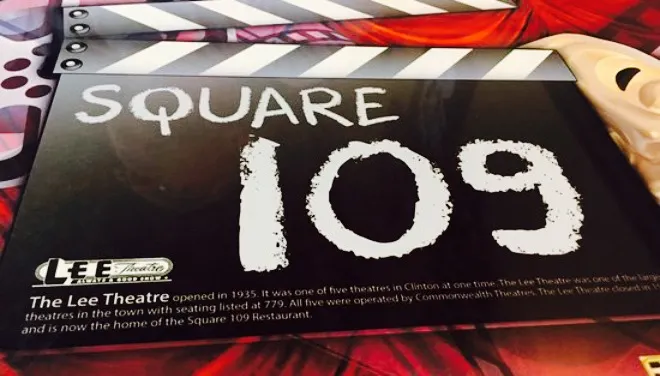 SQUARE
109
LEE Theatre
ALWAYS A GOOD SHOW
The Lee Theatre opened in 1935. It was one of five theatres in Clinton at one time. The Lee Theatre was one of the larges
theatres in the town with seating listed at 779. All five were operated by Commonwealth Theatres. The Lee Theatre closed in
and is now the home of the Square 109 Restaurant.